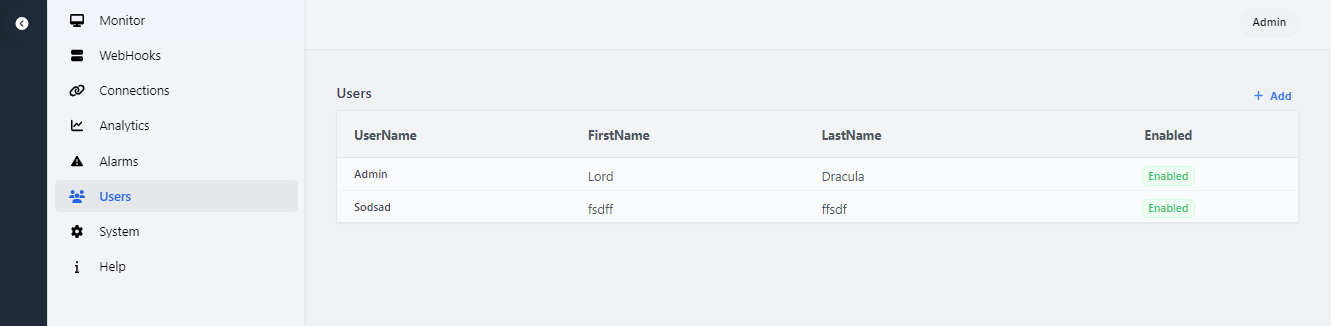 Monitor
WebHooks
Connections
Analytics
Alarms
Users
System
Help
Admin
Users
+ Add
UserName FirstName LastName Enabled
Admin Lord Dracula Enabled
Sodsad fsdff ffsdf Enabled